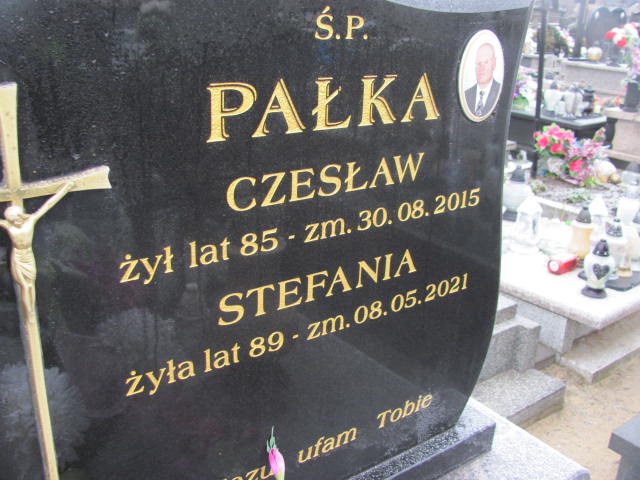 Ś.P.
PAŁKA
CZESŁAW
żył lat 85 - zm. 30.08.2015
STEFANIA
żyła lat 89 - zm. 08.05.2021
ufam Tobie